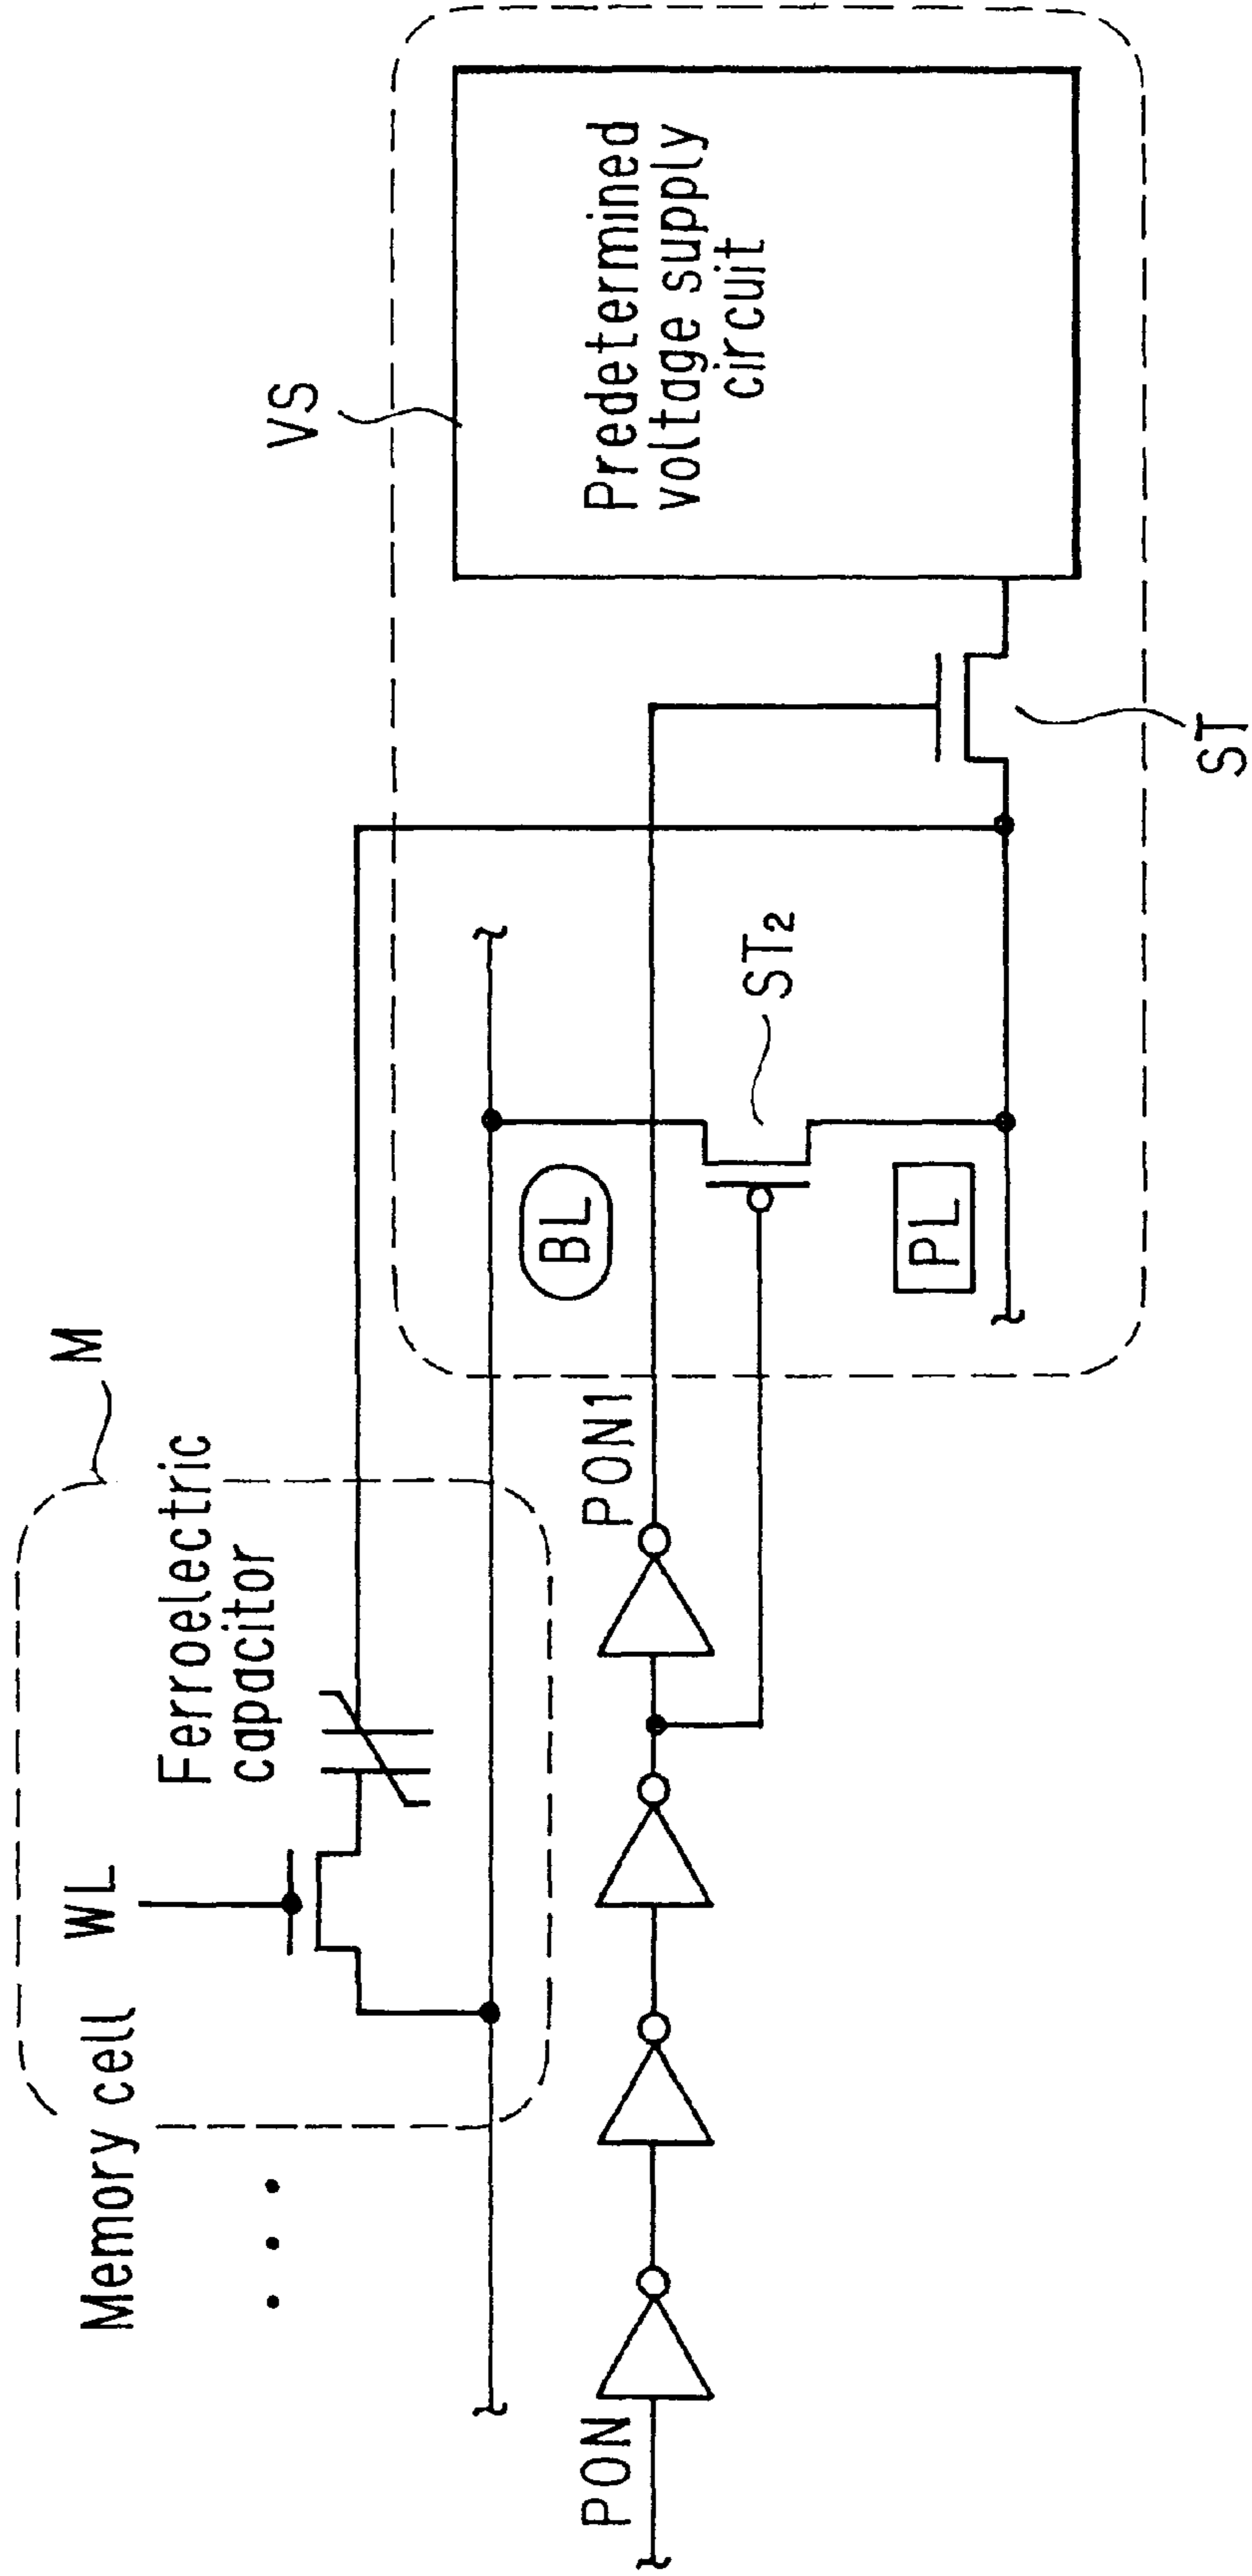 Memory cell
WL
Ferroelectric
capacitor
M
VS
Predetermined
voltage supply
circuit
BL
ST2
PL
PON
PON1
ST